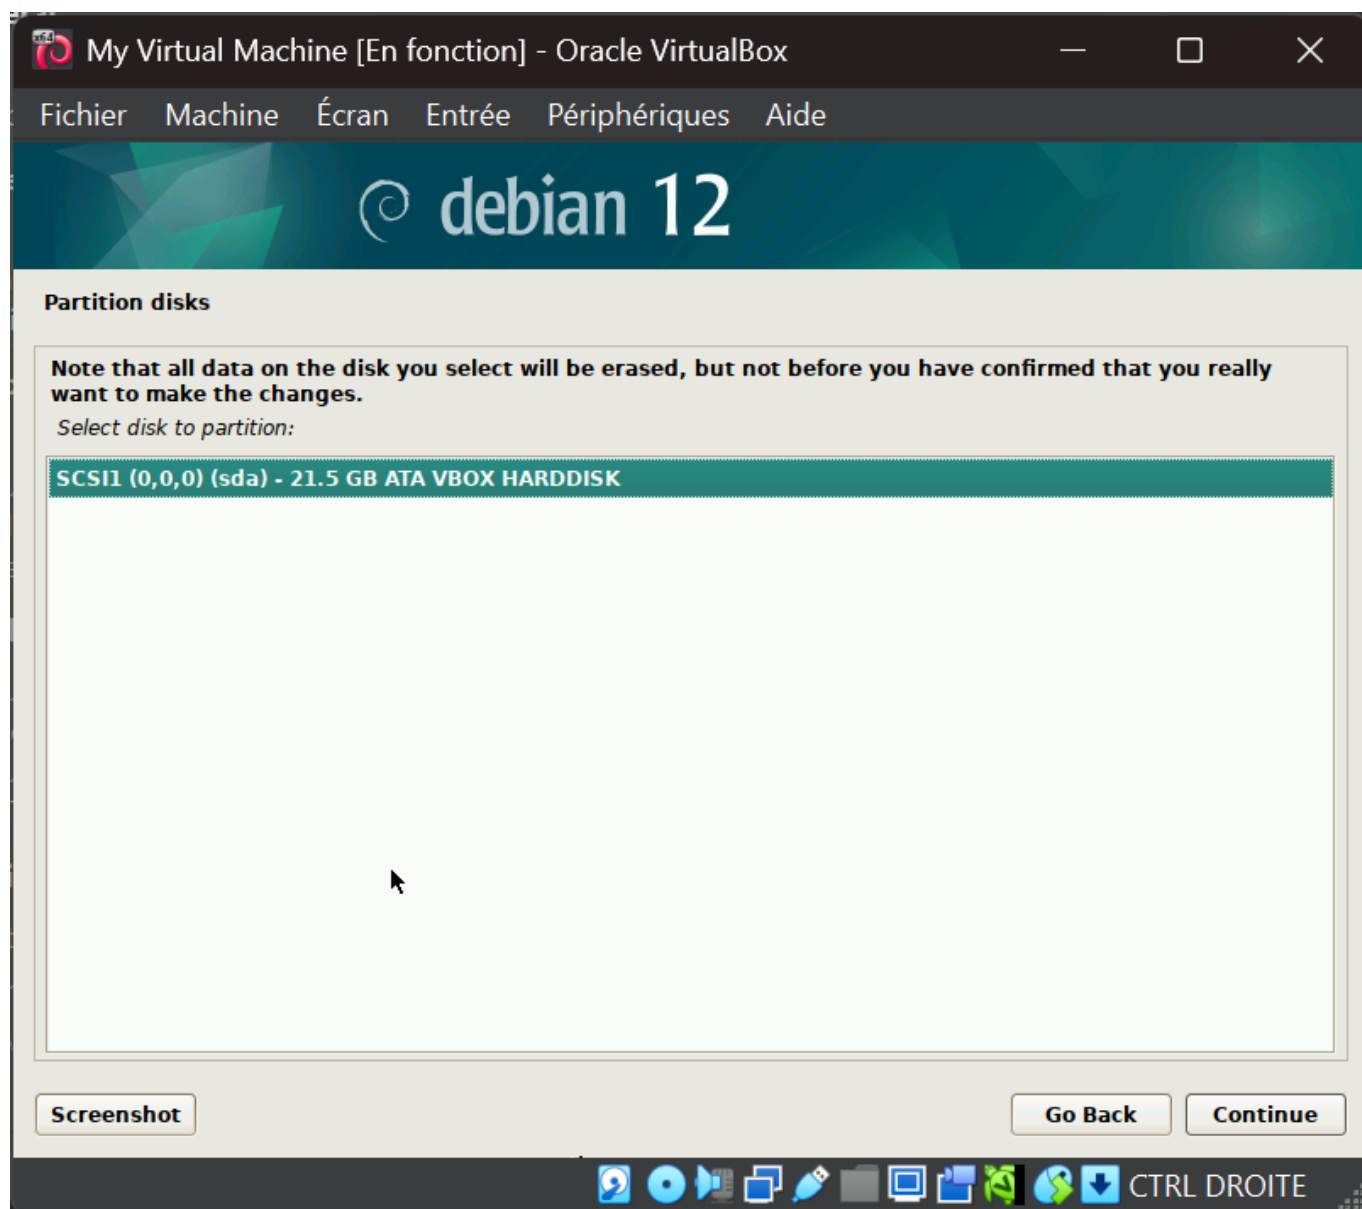 My Virtual Machine [En fonction] - Oracle VirtualBox
Fichier Machine Écran Entrée Périphériques Aide
debian 12
Partition disks
Note that all data on the disk you select will be erased, but not before you have confirmed that you really
want to make the changes.
Select disk to partition:
SCSI1 (0,0,0) (sda) - 21.5 GB ATA VBOX HARDDISK
Screenshot
Go Back
Continue
CTRL DROITE